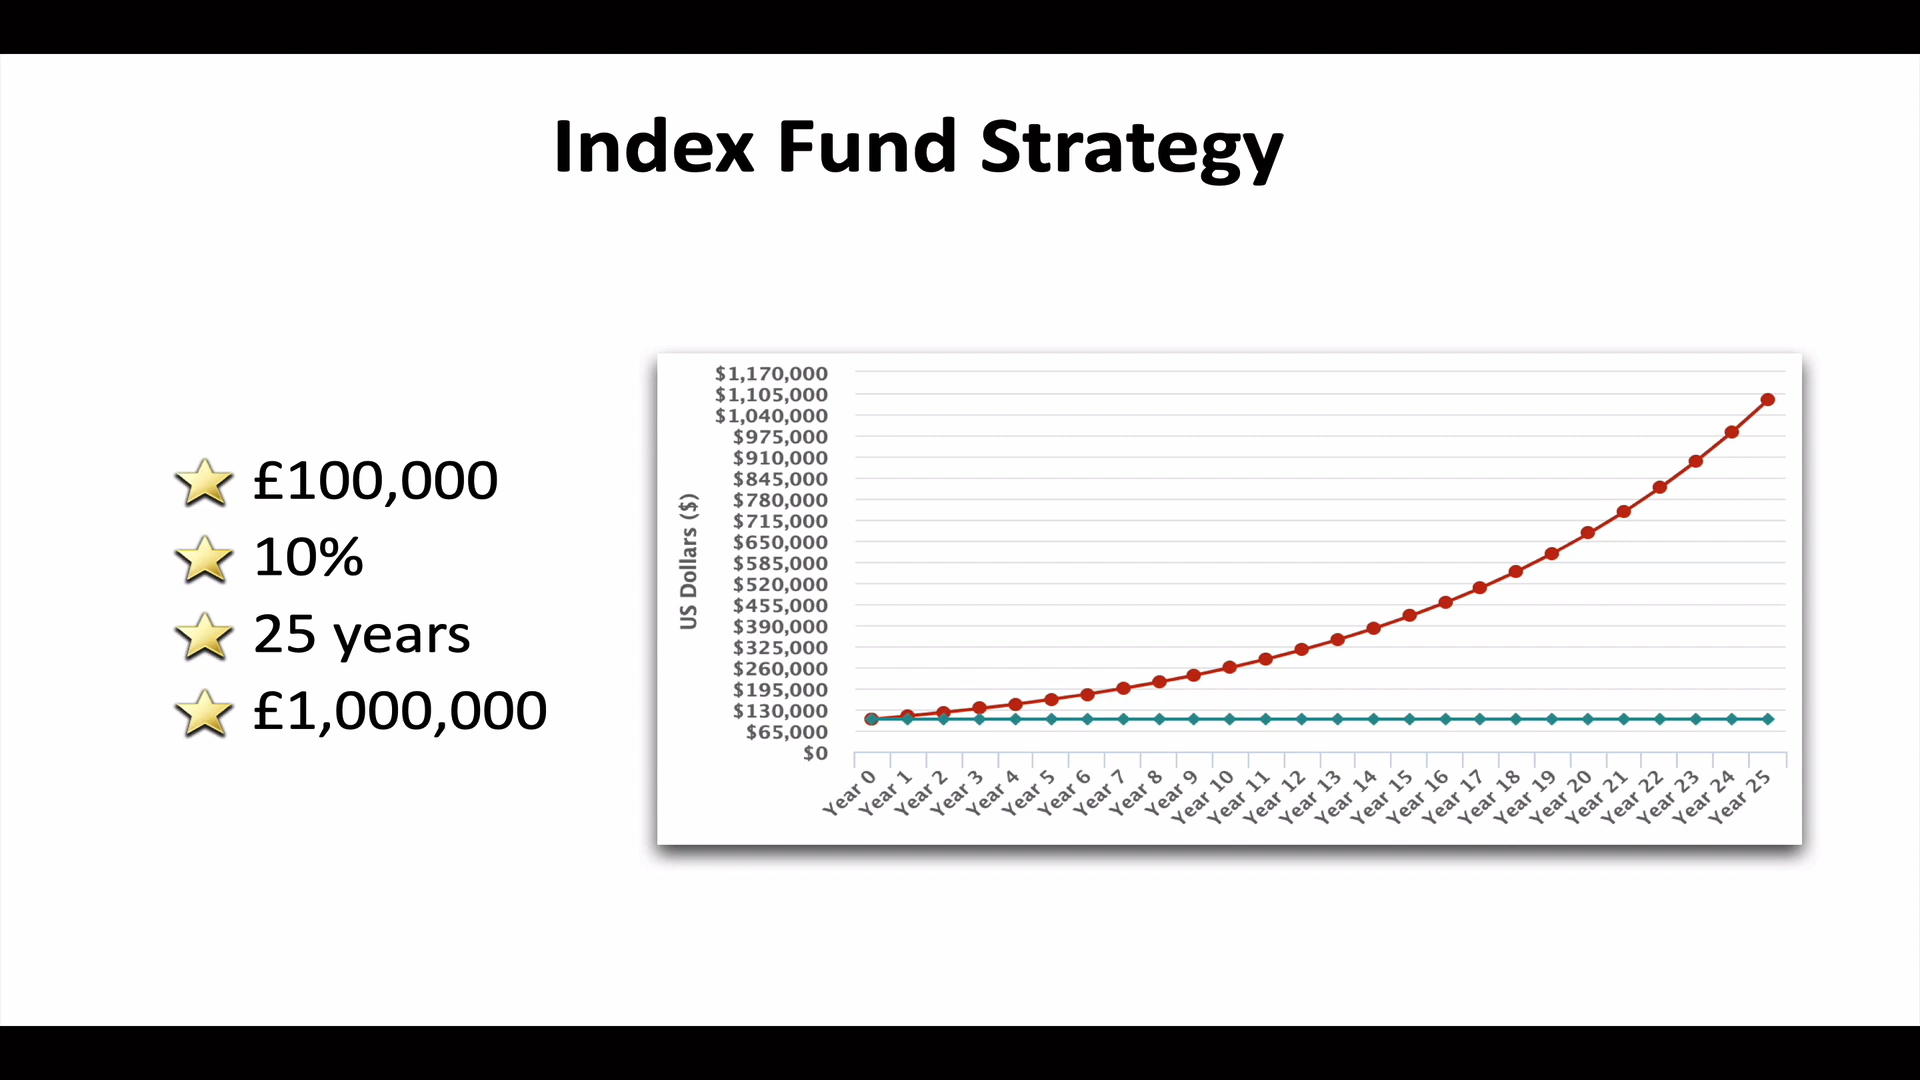 Index Fund Strategy
£100,000
10%
25 years
£1,000,000
US Dollars ($)
$1,170,000
$1,105,000
$1,040,000
$975,000
$910,000
$845,000
$780,000
$715,000
$650,000
$585,000
$520,000
$455,000
$390,000
$325,000
$260,000
$195,000
$130,000
$65,000
$0
Year 0
Year 1
Year 2
Year 3
Year 4
Year 5
Year 6
Year 7
Year 8
Year 9
Year 10
Year 11
Year 12
Year 13
Year 14
Year 15
Year 16
Year 17
Year 18
Year 19
Year 20
Year 21
Year 22
Year 23
Year 24
Year 25